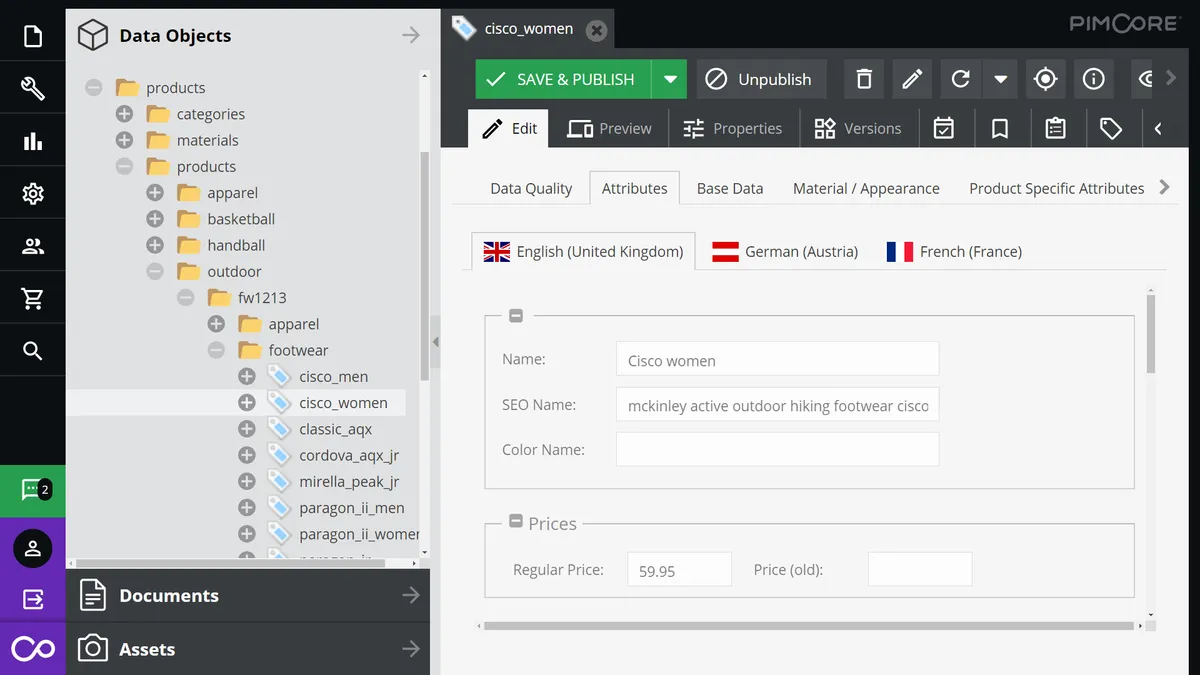 Data Objects
products
categories
materials
products
apparel
basketball
handball
outdoor
fw1213
apparel
footwear
cisco_men
cisco_women
classic_aqx
cordova_aqx_jr
mirella_peak_jr
paragon_ii_men
paragon_ii_women
2
Documents
Assets
cisco_women
PIMCORE
SAVE & PUBLISH
Unpublish
Edit
Preview
Properties
Versions
Data Quality
Attributes
Base Data
Material / Appearance
Product Specific Attributes
English (United Kingdom)
German (Austria)
French (France)
Name:
Cisco women
SEO Name:
mckinley active outdoor hiking footwear cisco
Color Name:
Prices
Regular Price:
59.95
Price (old):